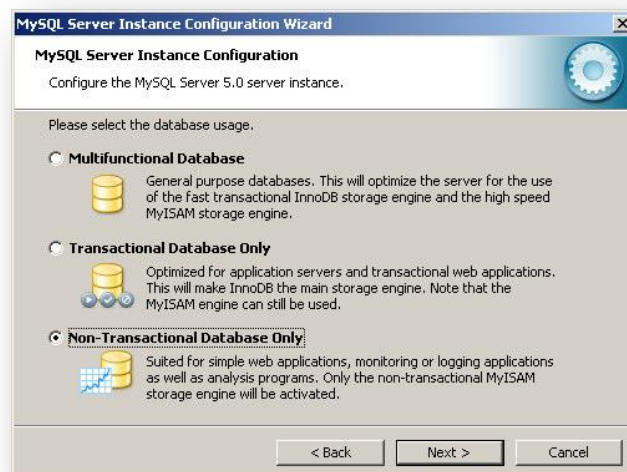 MySQL Server Instance Configuration Wizard
MySQL Server Instance Configuration
Configure the MySQL Server 5.0 server instance.
Please select the database usage.
Multifunctional Database
General purpose databases. This will optimize the server for the use
of the fast transactional InnoDB storage engine and the high speed
MyISAM storage engine.
Transactional Database Only
Optimized for application servers and transactional web applications.
This will make InnoDB the main storage engine. Note that the
MyISAM engine can still be used.
Non-Transactional Database Only
Suited for simple web applications, monitoring or logging applications
as well as analysis programs. Only the non-transactional MyISAM
storage engine will be activated.
< Back Next > Cancel